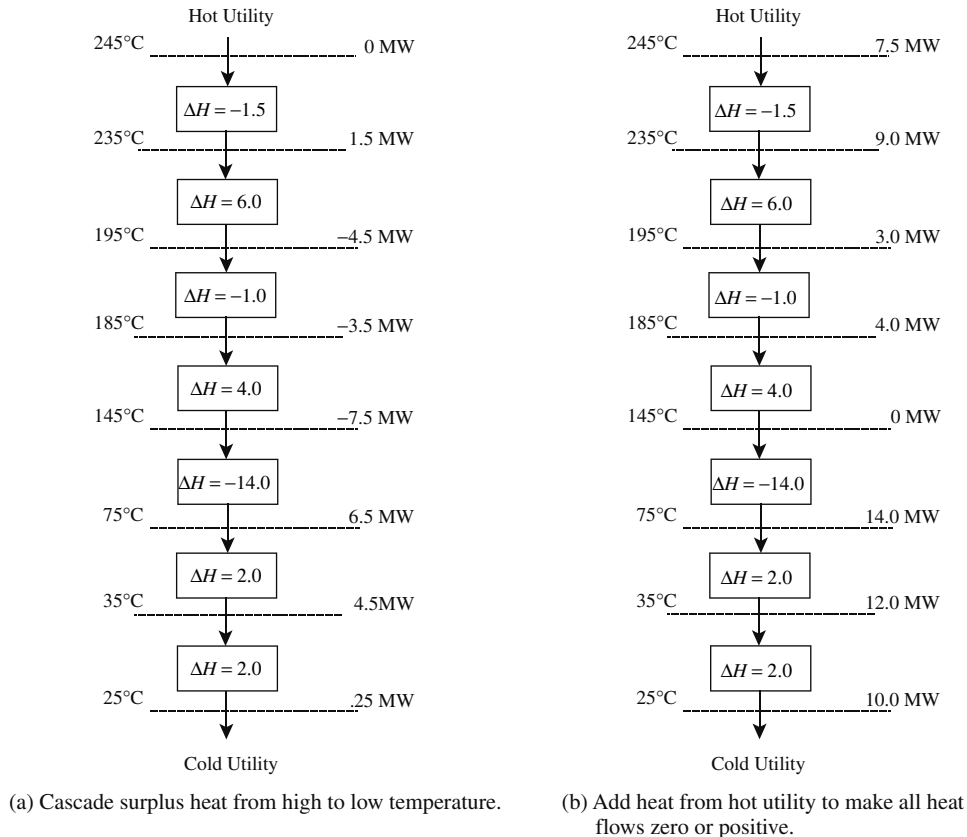 Hot Utility
245°C
0 MW
ΔH = –1.5
235°C
1.5 MW
ΔH = 6.0
195°C
–4.5 MW
ΔH = –1.0
185°C
–3.5 MW
ΔH = 4.0
145°C
–7.5 MW
ΔH = –14.0
75°C
6.5 MW
ΔH = 2.0
35°C
4.5MW
ΔH = 2.0
25°C
.25 MW
Cold Utility
(a) Cascade surplus heat from high to low temperature.
Hot Utility
245°C
7.5 MW
ΔH = –1.5
235°C
9.0 MW
ΔH = 6.0
195°C
3.0 MW
ΔH = –1.0
185°C
4.0 MW
ΔH = 4.0
145°C
0 MW
ΔH = –14.0
75°C
14.0 MW
ΔH = 2.0
35°C
12.0 MW
ΔH = 2.0
25°C
10.0 MW
Cold Utility
(b) Add heat from hot utility to make all heat
flows zero or positive.